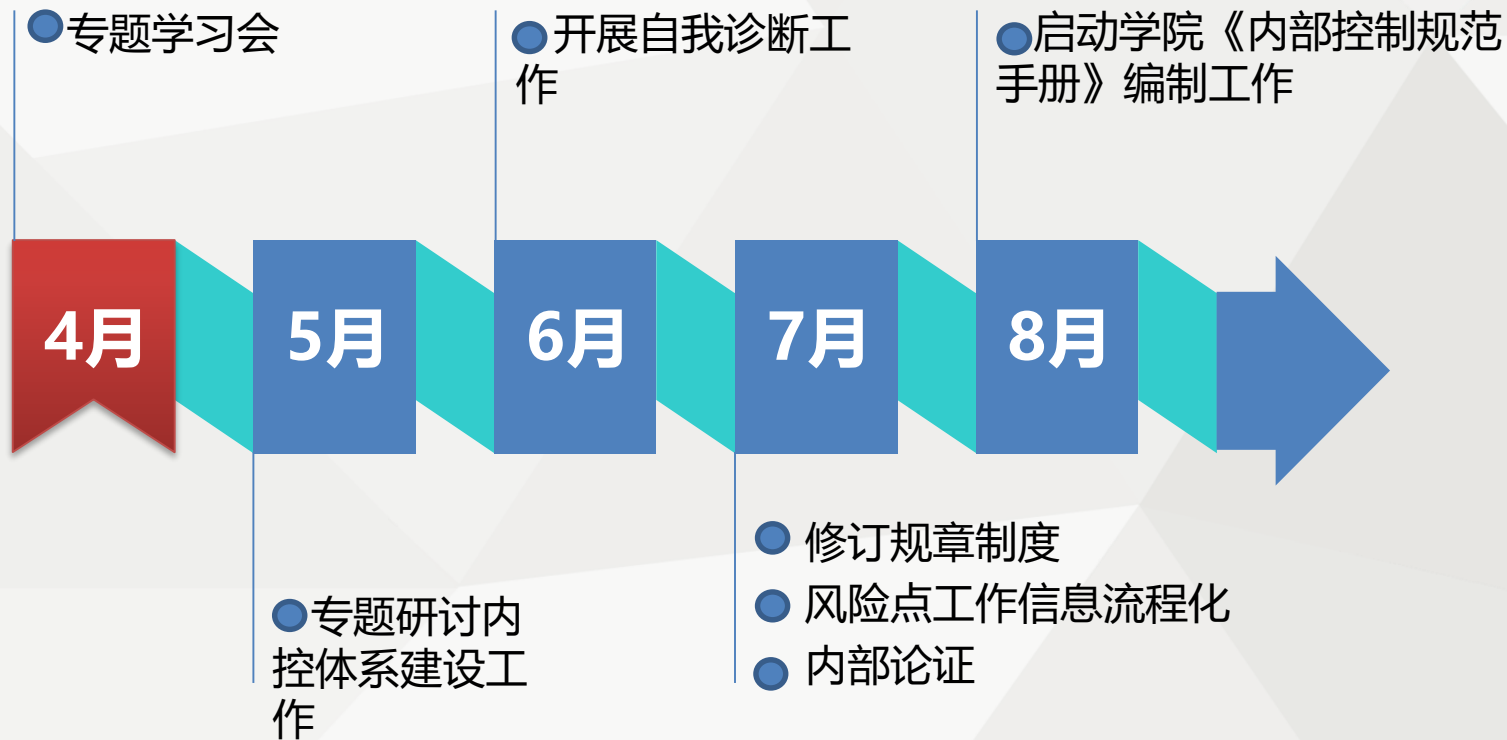 专题学习会
开展自我诊断工
作
启动学院《内部控制规范
手册》编制工作
4月
5月
6月
7月
8月
专题研讨内
控体系建设工
作
修订规章制度
风险点工作信息流程化
内部论证